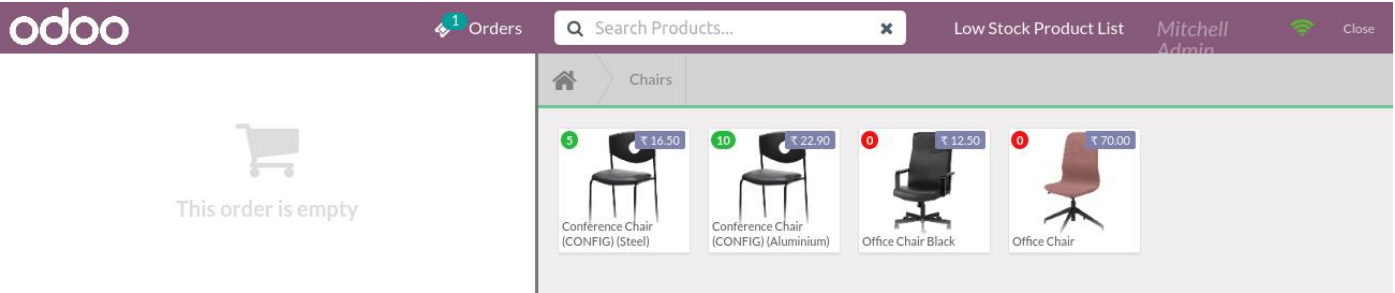 odoo
1 Orders
Search Products...
Low Stock Product List
Mitchell
Admin
Close
Chairs
This order is empty
5
₹ 16.50
Conference Chair
(CONFIG) (Steel)
10
₹ 22.90
Conference Chair
(CONFIG) (Aluminium)
0
₹ 12.50
Office Chair Black
0
₹ 70.00
Office Chair